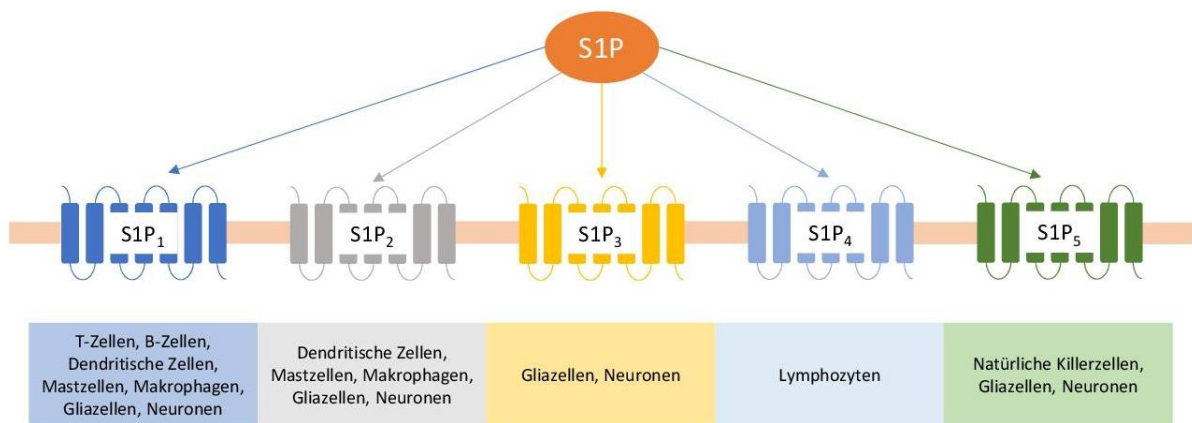 S1P
S1P₁
S1P₂
S1P₃
S1P₄
S1P₅
T-Zellen, B-Zellen,
Dendritische Zellen,
Mastzellen, Makrophagen,
Gliazellen, Neuronen
Dendritische Zellen,
Mastzellen, Makrophagen,
Gliazellen, Neuronen
Gliazellen, Neuronen
Lymphozyten
Natürliche Killerzellen,
Gliazellen, Neuronen